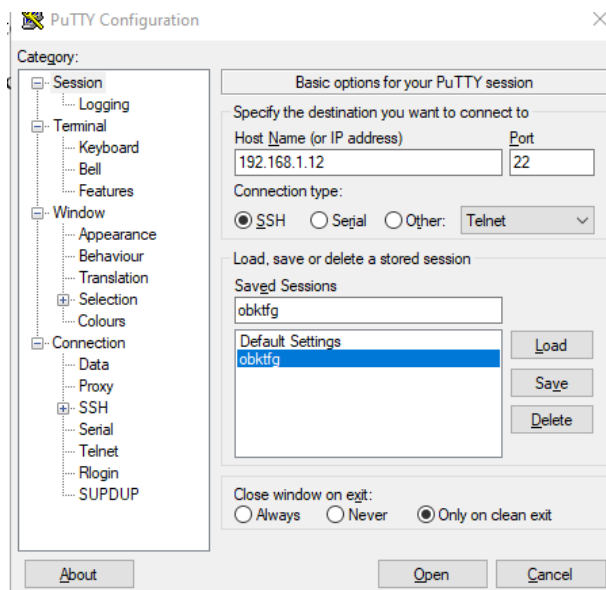 PuTTY Configuration
Category:
Session
Logging
Terminal
Keyboard
Bell
Features
Window
Appearance
Behaviour
Translation
Selection
Colours
Connection
Data
Proxy
SSH
Serial
Telnet
Rlogin
SUPDUP
Basic options for your PuTTY session
Specify the destination you want to connect to
Host Name (or IP address) Port
192.168.1.12 22
Connection type:
SSH Serial Other: Telnet
Load, save or delete a stored session
Saved Sessions
obktfg
Default Settings
obktfg
Load
Save
Delete
Close window on exit:
Always Never Only on clean exit
About Open Cancel